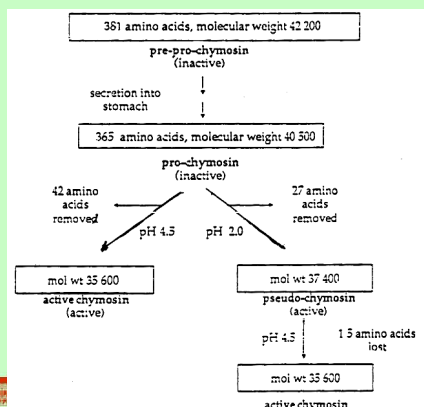 381 amino acids, molecular weight 42 200
pre-pro-chymosin
(inactive)
secretion into
stomach
365 amino acids, molecular weight 40 500
pro-chymosin
(inactive)
42 amino
acids
removed
27 amino
acids
removed
pH 4.5
pH 2.0
mol wt 35 600
active chymosin
(active)
mol wt 37 400
pseudo-chymosin
(active)
pH 4.5
15 amino acids
lost
mol wt 35 600
active chymosin